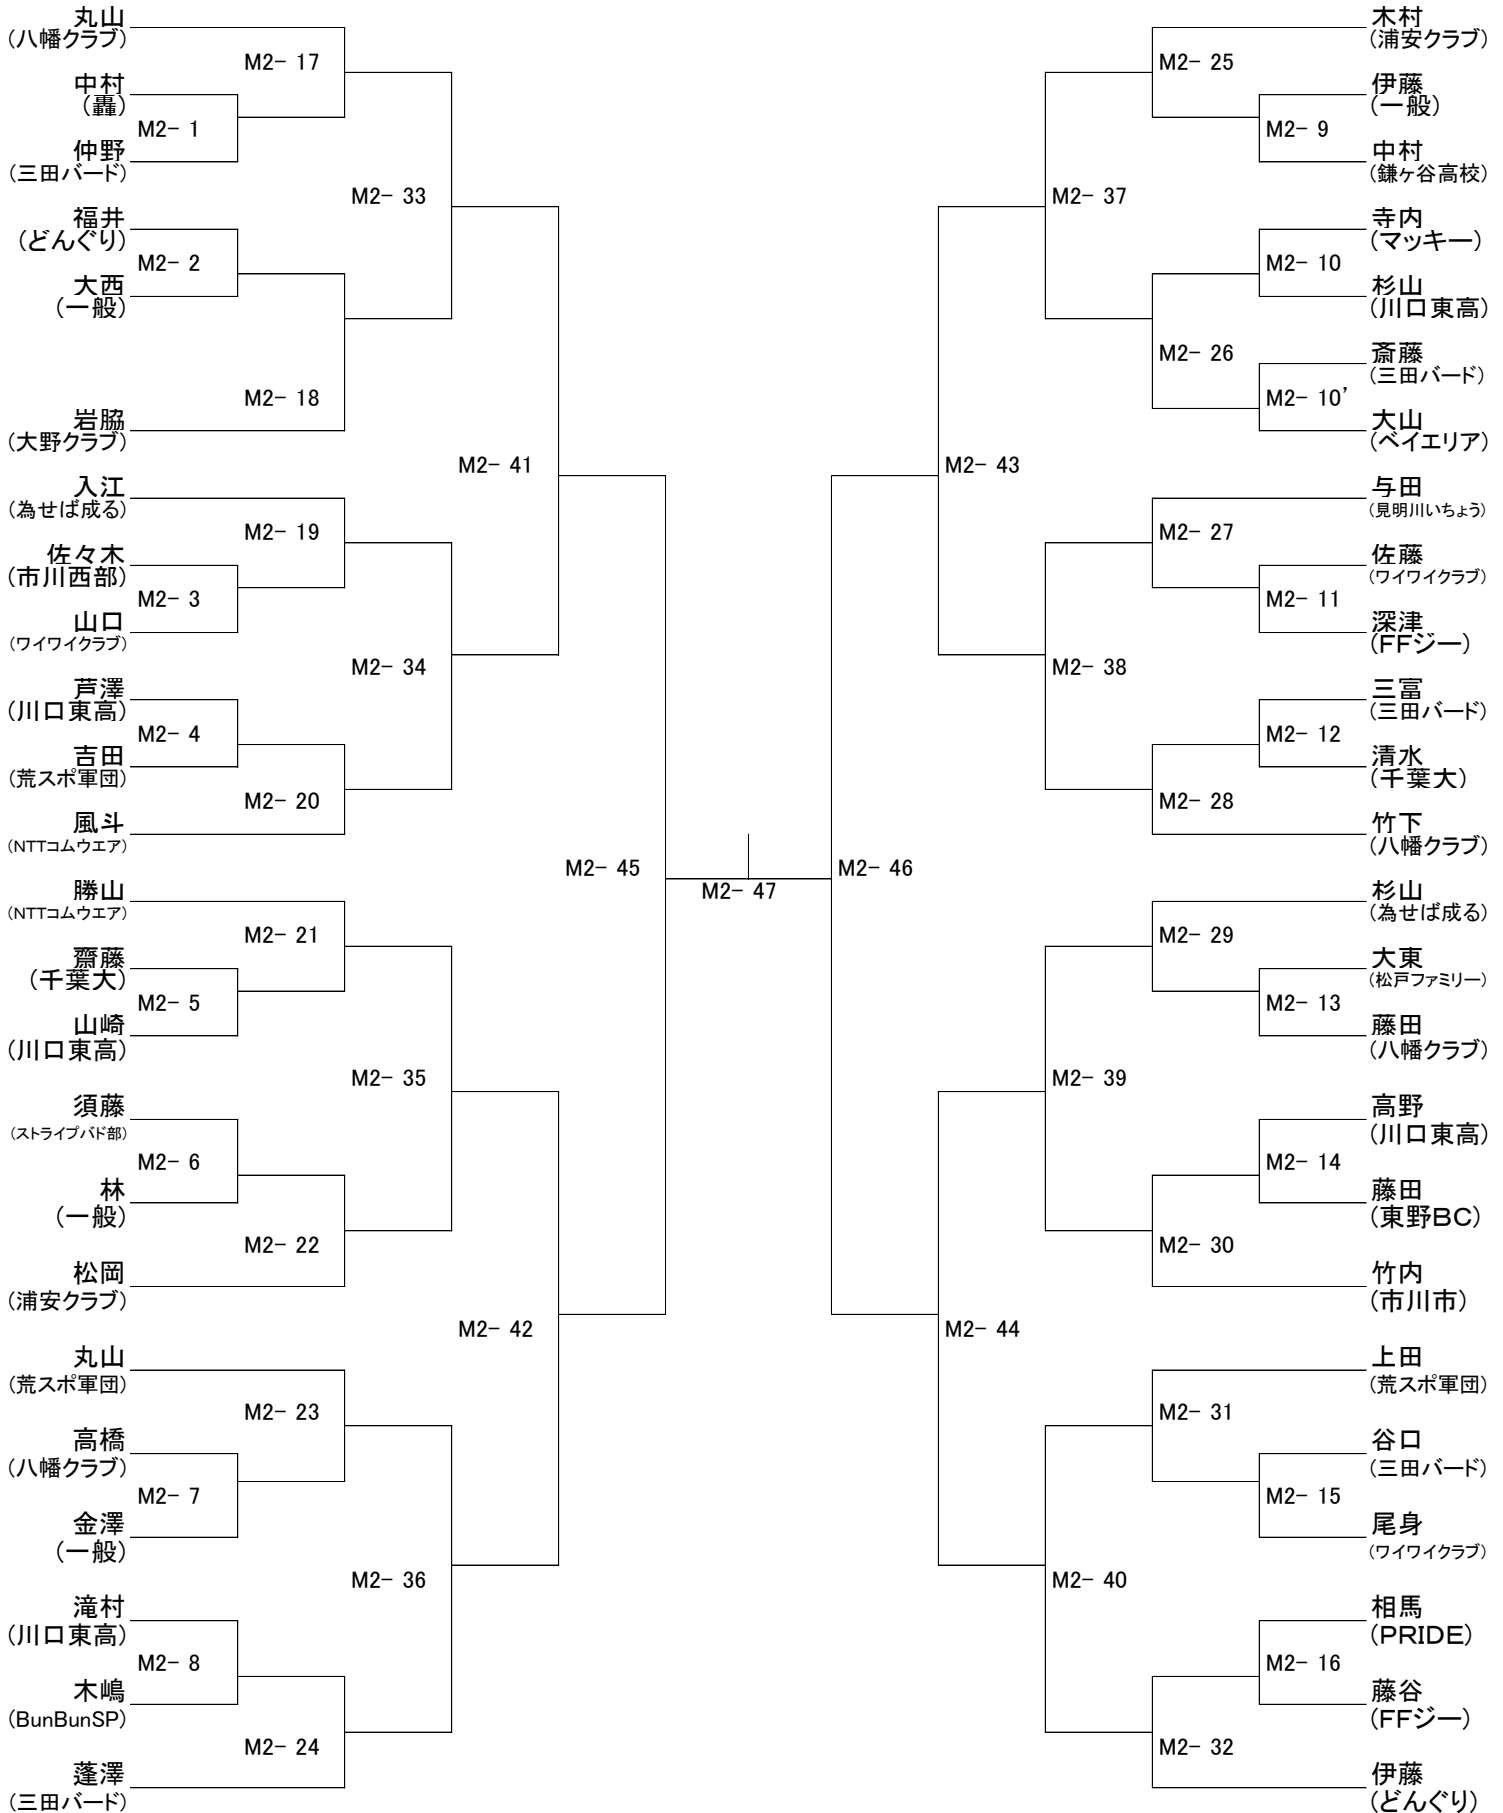 丸山
(八幡クラブ)
M2- 17
中村
(轟)
M2- 1
仲野
(三田バード)
M2- 33
福井
(どんぐり)
M2- 2
大西
(一般)
M2- 18
岩脇
(大野クラブ)
M2- 41
入江
(為せば成る)
M2- 19
佐々木
(市川西部)
M2- 3
山口
(ワイワイクラブ)
M2- 34
芦澤
(川口東高)
M2- 4
吉田
(荒スポ軍団)
M2- 20
風斗
(NTTコムウエア)
M2- 45
勝山
(NTTコムウエア)
M2- 21
齋藤
(千葉大)
M2- 5
山崎
(川口東高)
M2- 35
須藤
(ストライプバド部)
M2- 6
林
(一般)
M2- 22
松岡
(浦安クラブ)
M2- 42
丸山
(荒スポ軍団)
M2- 23
高橋
(八幡クラブ)
M2- 7
金澤
(一般)
M2- 36
滝村
(川口東高)
M2- 8
木嶋
(BunBunSP)
M2- 24
蓬澤
(三田バード)
M2- 47
木村
(浦安クラブ)
M2- 25
伊藤
(一般)
M2- 9
中村
(鎌ヶ谷高校)
M2- 37
寺内
(マッキー)
M2- 10
杉山
(川口東高)
M2- 26
斎藤
(三田バード)
M2- 10’
大山
(ベイエリア)
M2- 43
与田
(見明川いちょう)
M2- 27
佐藤
(ワイワイクラブ)
M2- 11
深津
(FFジー)
M2- 38
三富
(三田バード)
M2- 12
清水
(千葉大)
M2- 28
竹下
(八幡クラブ)
M2- 46
杉山
(為せば成る)
M2- 29
大東
(松戸ファミリー)
M2- 13
藤田
(八幡クラブ)
M2- 39
高野
(川口東高)
M2- 14
藤田
(東野BC)
M2- 30
竹内
(市川市)
M2- 44
上田
(荒スポ軍団)
M2- 31
谷口
(三田バード)
M2- 15
尾身
(ワイワイクラブ)
M2- 40
相馬
(PRIDE)
M2- 16
藤谷
(FFジー)
M2- 32
伊藤
(どんぐり)